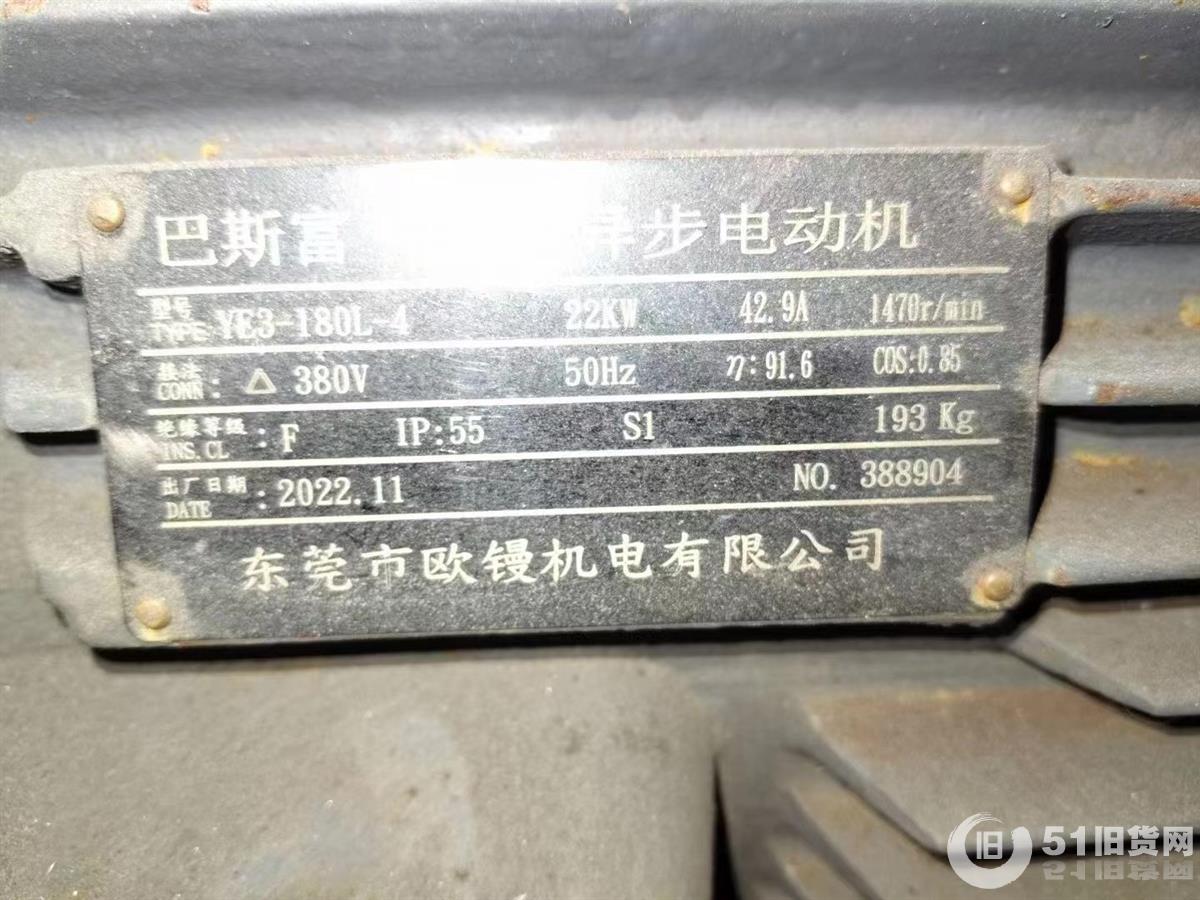 巴斯富 异步电动机
型号 TYPE YE3-180L-4 22KW 42.9A 1470r/min
接法 CONN: △ 380V 50Hz η:91.6 COS:0.85
绝缘等级 INS.CL : F IP:55 S1 193 Kg
出厂日期 DATE : 2022.11 NO. 388904
东莞市欧镘机电有限公司
旧 51旧货网